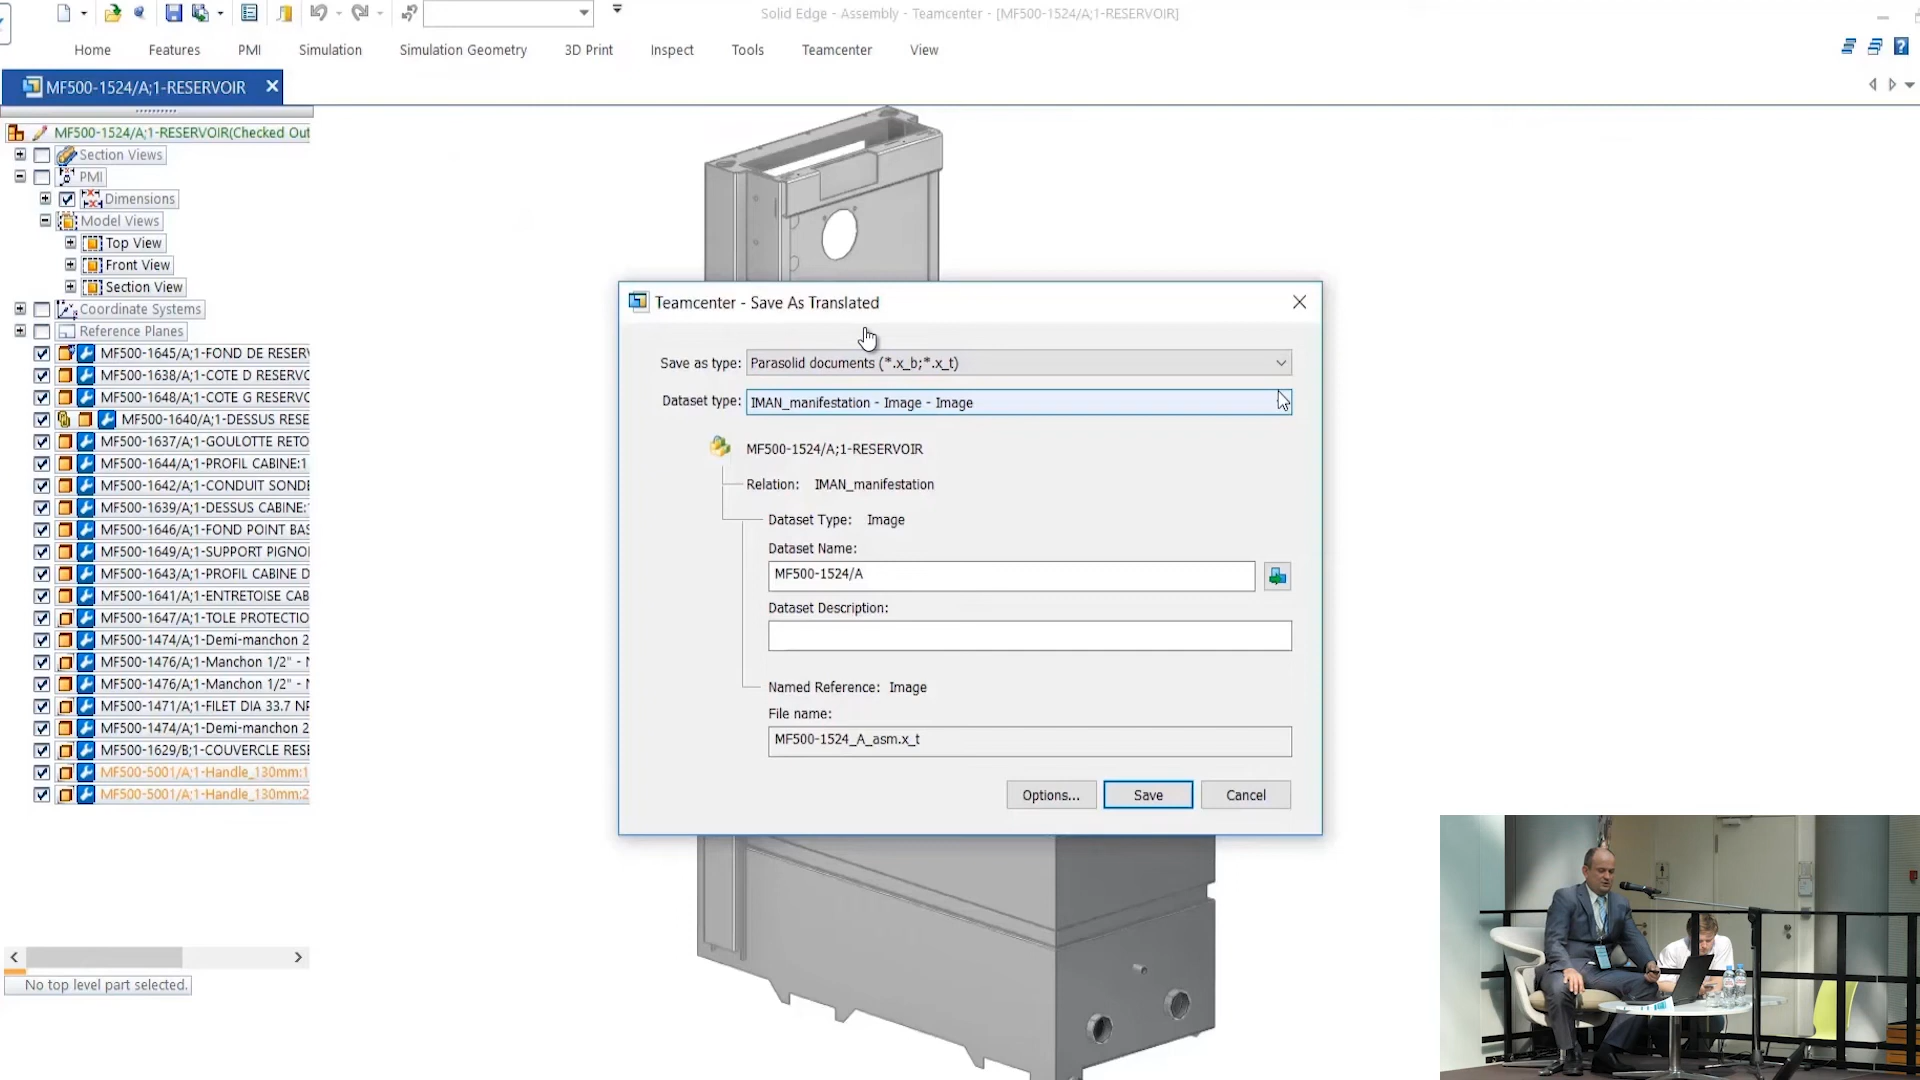 Solid Edge - Assembly - Teamcenter - [MF500-1524/A;1-RESERVOIR]
Home Features PMI Simulation Simulation Geometry 3D Print Inspect Tools Teamcenter View
MF500-1524/A;1-RESERVOIR
MF500-1524/A;1-RESERVOIR(Checked Out
Section Views
PMI
Dimensions
Model Views
Top View
Front View
Section View
Coordinate Systems
Reference Planes
MF500-1645/A;1-FOND DE RESERV
MF500-1638/A;1-COTE D RESERVO
MF500-1648/A;1-COTE G RESERVO
MF500-1640/A;1-DESSUS RESE
MF500-1637/A;1-GOULOTTE RETO
MF500-1644/A;1-PROFIL CABINE:1
MF500-1642/A;1-CONDUIT SONDE
MF500-1639/A;1-DESSUS CABINE:
MF500-1646/A;1-FOND POINT BAS
MF500-1649/A;1-SUPPORT PIGNO
MF500-1643/A;1-PROFIL CABINE D
MF500-1641/A;1-ENTRETOISE CAB
MF500-1647/A;1-TOLE PROTECTIO
MF500-1474/A;1-Demi-manchon 2
MF500-1476/A;1-Manchon 1/2" - N
MF500-1476/A;1-Manchon 1/2" - N
MF500-1471/A;1-FILET DIA 33.7 NF
MF500-1474/A;1-Demi-manchon 2
MF500-1629/B;1-COUVERCLE RESE
MF500-5001/A;1-Handle_130mm:1
MF500-5001/A;1-Handle_130mm:2
No top level part selected.
Teamcenter - Save As Translated
Save as type: Parasolid documents (*.x_b;*.x_t)
Dataset type: IMAN_manifestation - Image - Image
MF500-1524/A;1-RESERVOIR
Relation: IMAN_manifestation
Dataset Type: Image
Dataset Name:
MF500-1524/A
Dataset Description:
Named Reference: Image
File name:
MF500-1524_A_asm.x_t
Options... Save Cancel